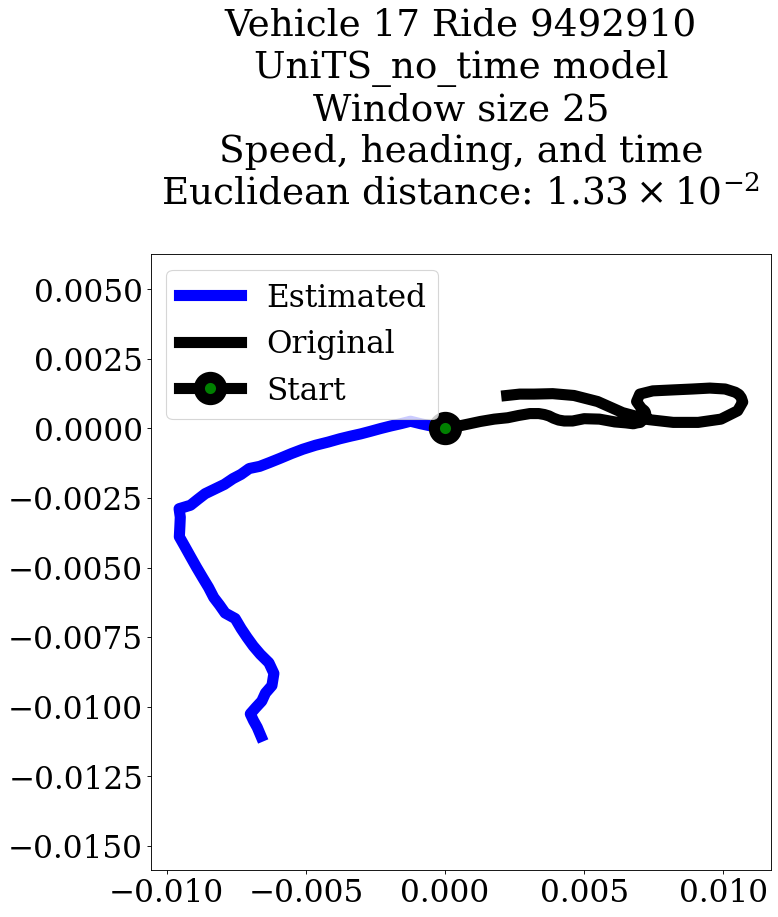 Vehicle 17 Ride 9492910
UniTS_no_time model
Window size 25
Speed, heading, and time
Euclidean distance: 1.33 × 10⁻²
Estimated
Original
Start
0.0050
0.0025
0.0000
−0.0025
−0.0050
−0.0075
−0.0100
−0.0125
−0.0150
−0.010 −0.005 0.000 0.005 0.010